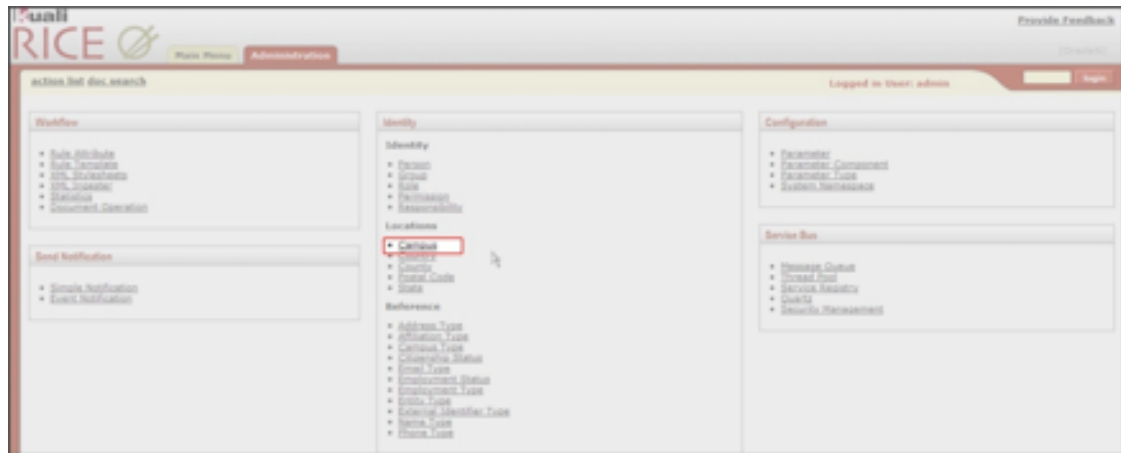 Kuali
RICE
Main Menu
Administration
Provide Feedback
action list doc search
Logged in User: admin
login
Workflow
Rule Attribute
Rule Template
XML Stylesheets
XML Ingester
Statistics
Document Operation
Send Notification
Simple Notification
Event Notification
Identity
Identity
Person
Group
Role
Permission
Responsibility
Locations
Campus
Country
County
Postal Code
State
Reference
Address Type
Affiliation Type
Campus Type
Citizenship Status
Email Type
Employment Status
Employment Type
Entity Type
External Identifier Type
Name Type
Phone Type
Configuration
Parameter
Parameter Component
Parameter Type
System Namespace
Service Bus
Message Queue
Thread Pool
Service Registry
Quartz
Security Management